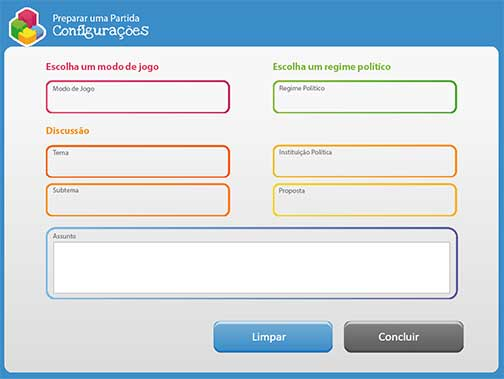 Preparar uma Partida
Configurações
Escolha um modo de jogo
Escolha um regime político
Modo de Jogo
Regime Político
Discussão
Tema
Instituição Política
Subtema
Proposta
Assunto
Limpar
Concluir